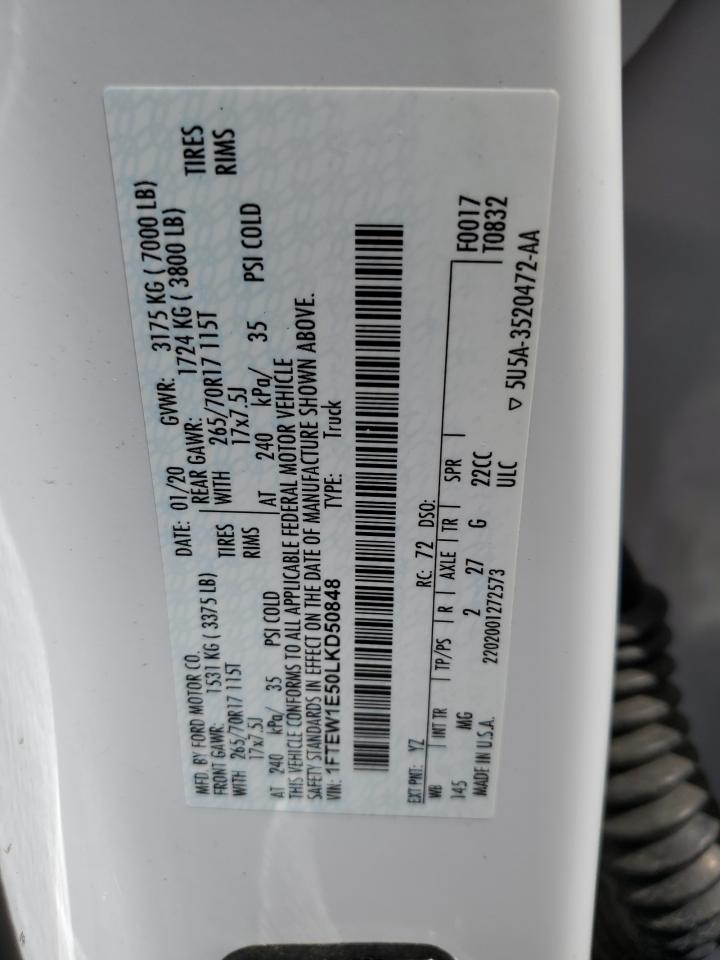 MFD. BY FORD MOTOR CO.
DATE: 01/20 GVWR: 3175 KG ( 7000 LB)
FRONT GAWR: 1531 KG ( 3375 LB) REAR GAWR: 1724 KG ( 3800 LB)
WITH 265/70R17 115T TIRES WITH 265/70R17 115T TIRES
17x7.5J RIMS 17x7.5J RIMS
AT 240 kPa/ 35 PSI COLD AT 240 kPa/ 35 PSI COLD
THIS VEHICLE CONFORMS TO ALL APPLICABLE FEDERAL MOTOR VEHICLE
SAFETY STANDARDS IN EFFECT ON THE DATE OF MANUFACTURE SHOWN ABOVE.
VIN: 1FTEW1E50LKD50848 TYPE: Truck
EXT PNT: YZ RC: 72 DSO: F0017
WB INT TR TP/PS R AXLE TR SPR T0832
145 MG 2 27 G 22CC
MADE IN U.S.A. 2202001272573 ULC
▽ 5U5A-3520472-AA